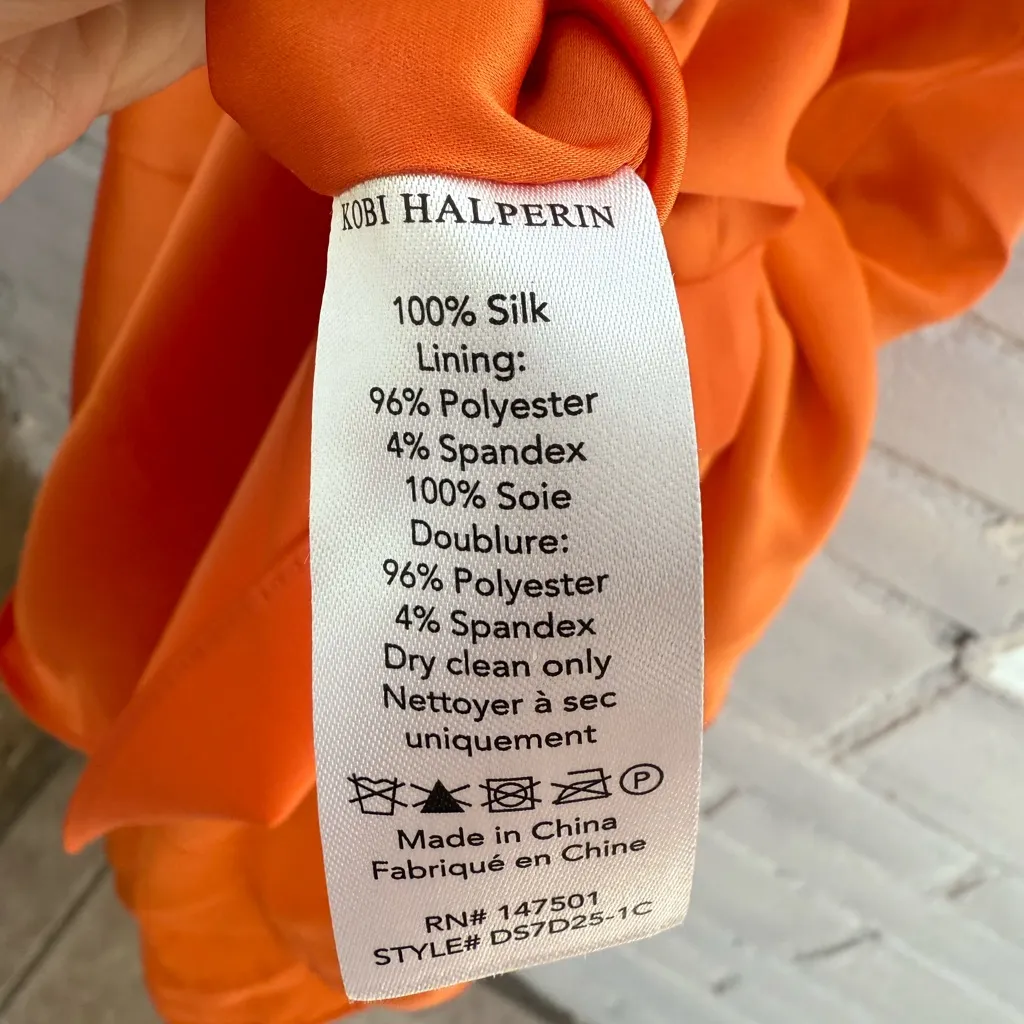 KOBI HALPERIN
100% Silk
Lining:
96% Polyester
4% Spandex
100% Soie
Doublure:
96% Polyester
4% Spandex
Dry clean only
Nettoyer à sec
uniquement
P
Made in China
Fabriqué en Chine
RN# 147501
STYLE# DS7D25-1C